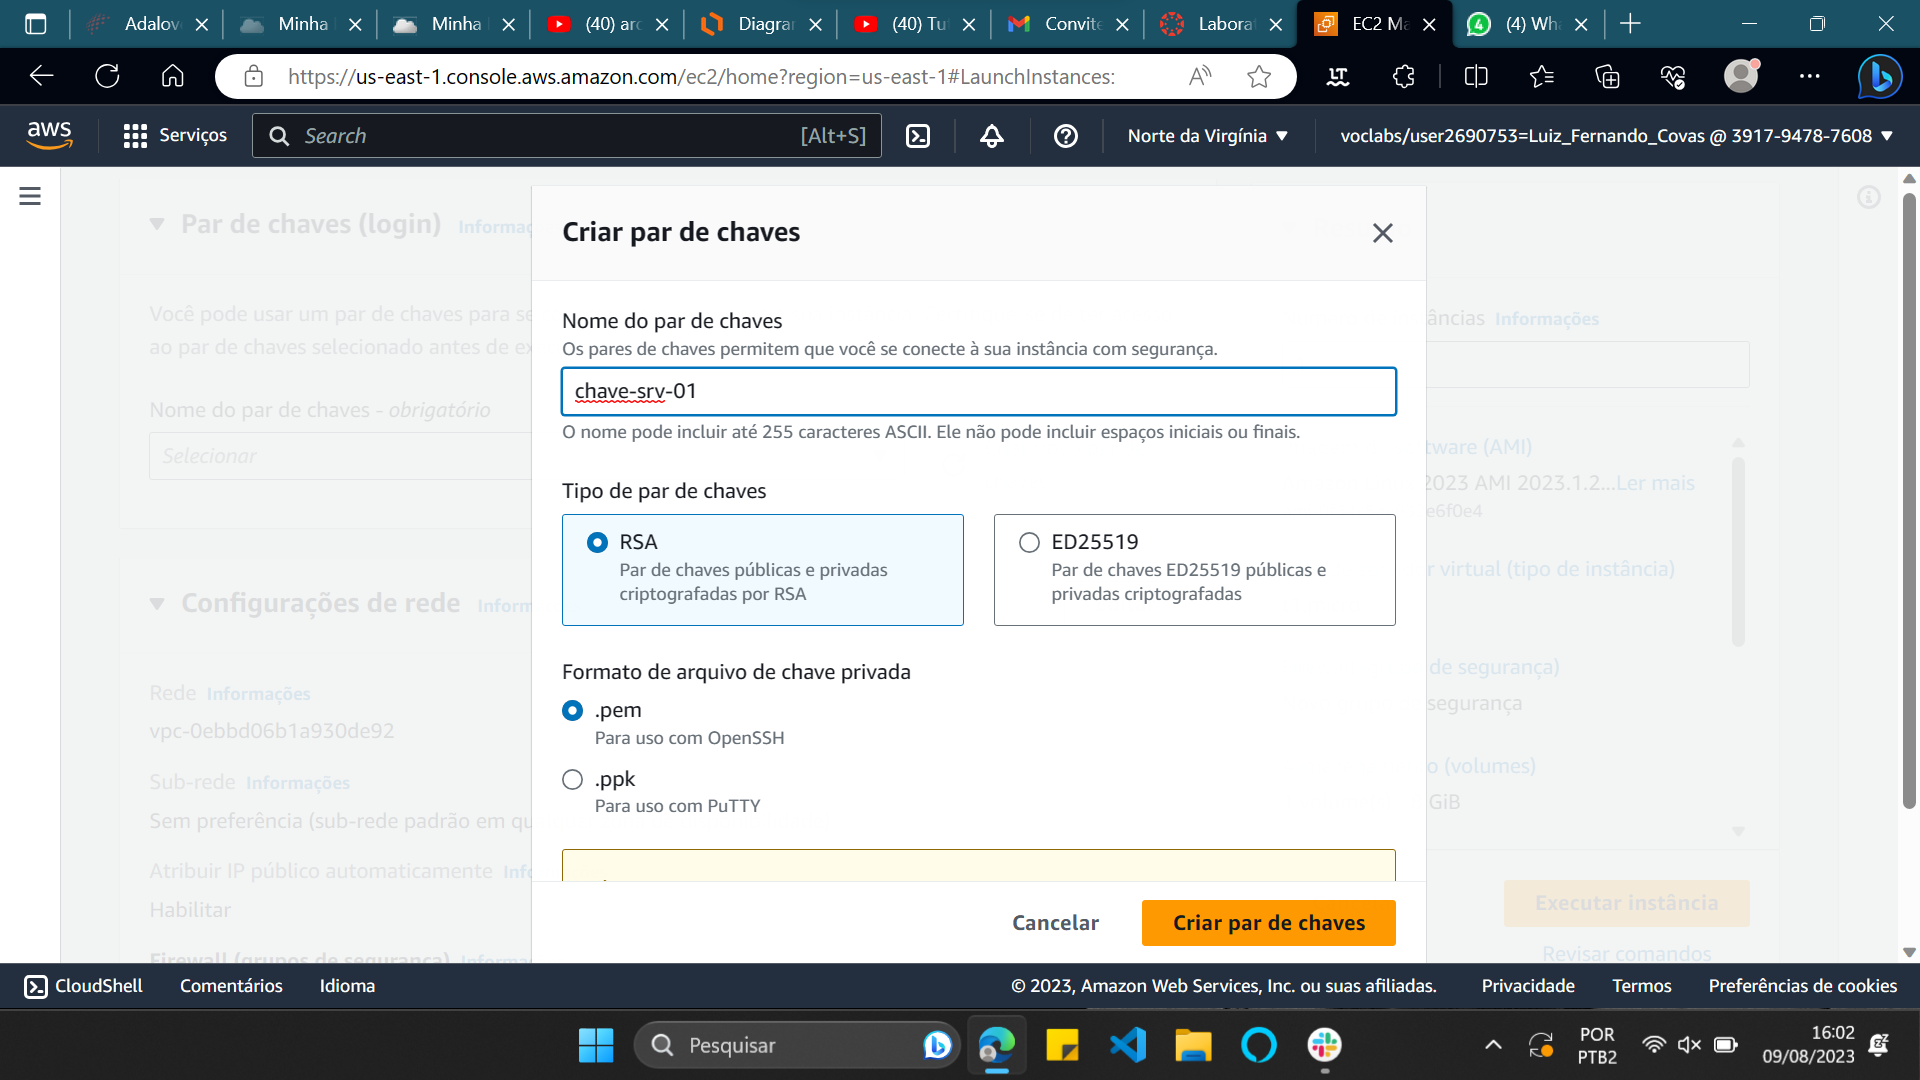 Adalov
Minha
Minha
(40) arc
Diagrar
(40) Tu
Convite
Labora
EC2 Ma
(4) Wha
https://us-east-1.console.aws.amazon.com/ec2/home?region=us-east-1#LaunchInstances:
aws
Serviços
Search
[Alt+S]
Norte da Virgínia
voclabs/user2690753=Luiz_Fernando_Covas @ 3917-9478-7608
Par de chaves (login) Informaç
Você pode usar um par de chaves para se
ao par de chaves selecionado antes de ex
Nome do par de chaves - obrigatório
Selecionar
Configurações de rede Inform
Rede Informações
vpc-0ebbd06b1a930de92
Sub-rede Informações
Sem preferência (sub-rede padrão em qu
Atribuir IP público automaticamente Info
Habilitar
Firewall (grupos de segurança) Informa
Criar par de chaves
Nome do par de chaves
Os pares de chaves permitem que você se conecte à sua instância com segurança.
chave-srv-01
O nome pode incluir até 255 caracteres ASCII. Ele não pode incluir espaços iniciais ou finais.
Tipo de par de chaves
RSA
Par de chaves públicas e privadas
criptografadas por RSA
ED25519
Par de chaves ED25519 públicas e
privadas criptografadas
Formato de arquivo de chave privada
.pem
Para uso com OpenSSH
.ppk
Para uso com PuTTY
Cancelar
Criar par de chaves
âncias Informações
tware (AMI)
2023 AMI 2023.1.2...Ler mais
e6f0e4
r virtual (tipo de instância)
de segurança)
segurança
o (volumes)
GiB
Executar instância
Revisar comandos
CloudShell
Comentários
Idioma
© 2023, Amazon Web Services, Inc. ou suas afiliadas.
Privacidade
Termos
Preferências de cookies
Pesquisar
POR
PTB2
16:02
09/08/2023